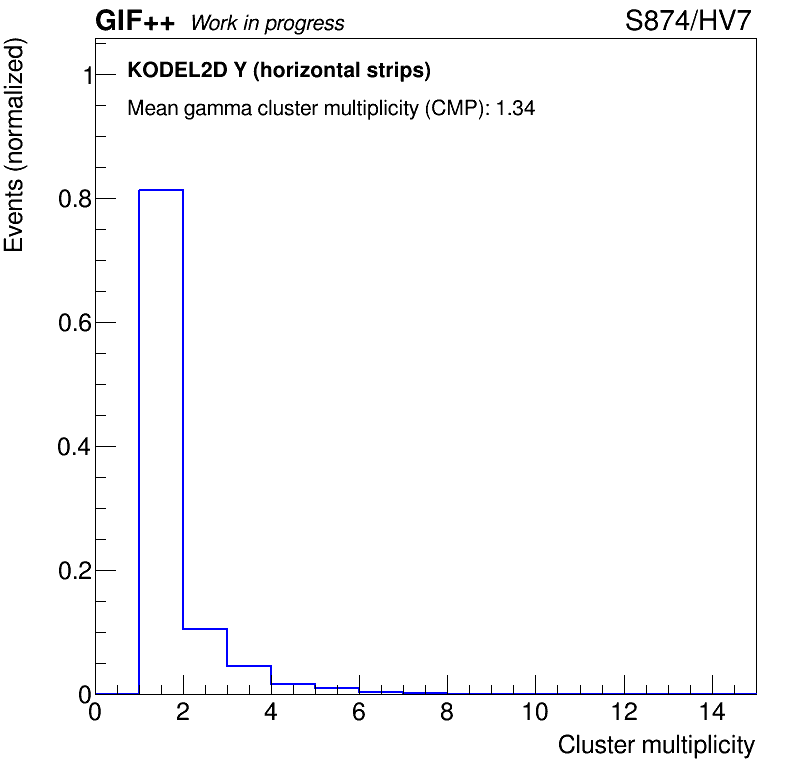 GIF++ Work in progress S874/HV7
KODEL2D Y (horizontal strips)
Mean gamma cluster multiplicity (CMP): 1.34
Events (normalized)
1
0.8
0.6
0.4
0.2
0
0 2 4 6 8 10 12 14
Cluster multiplicity